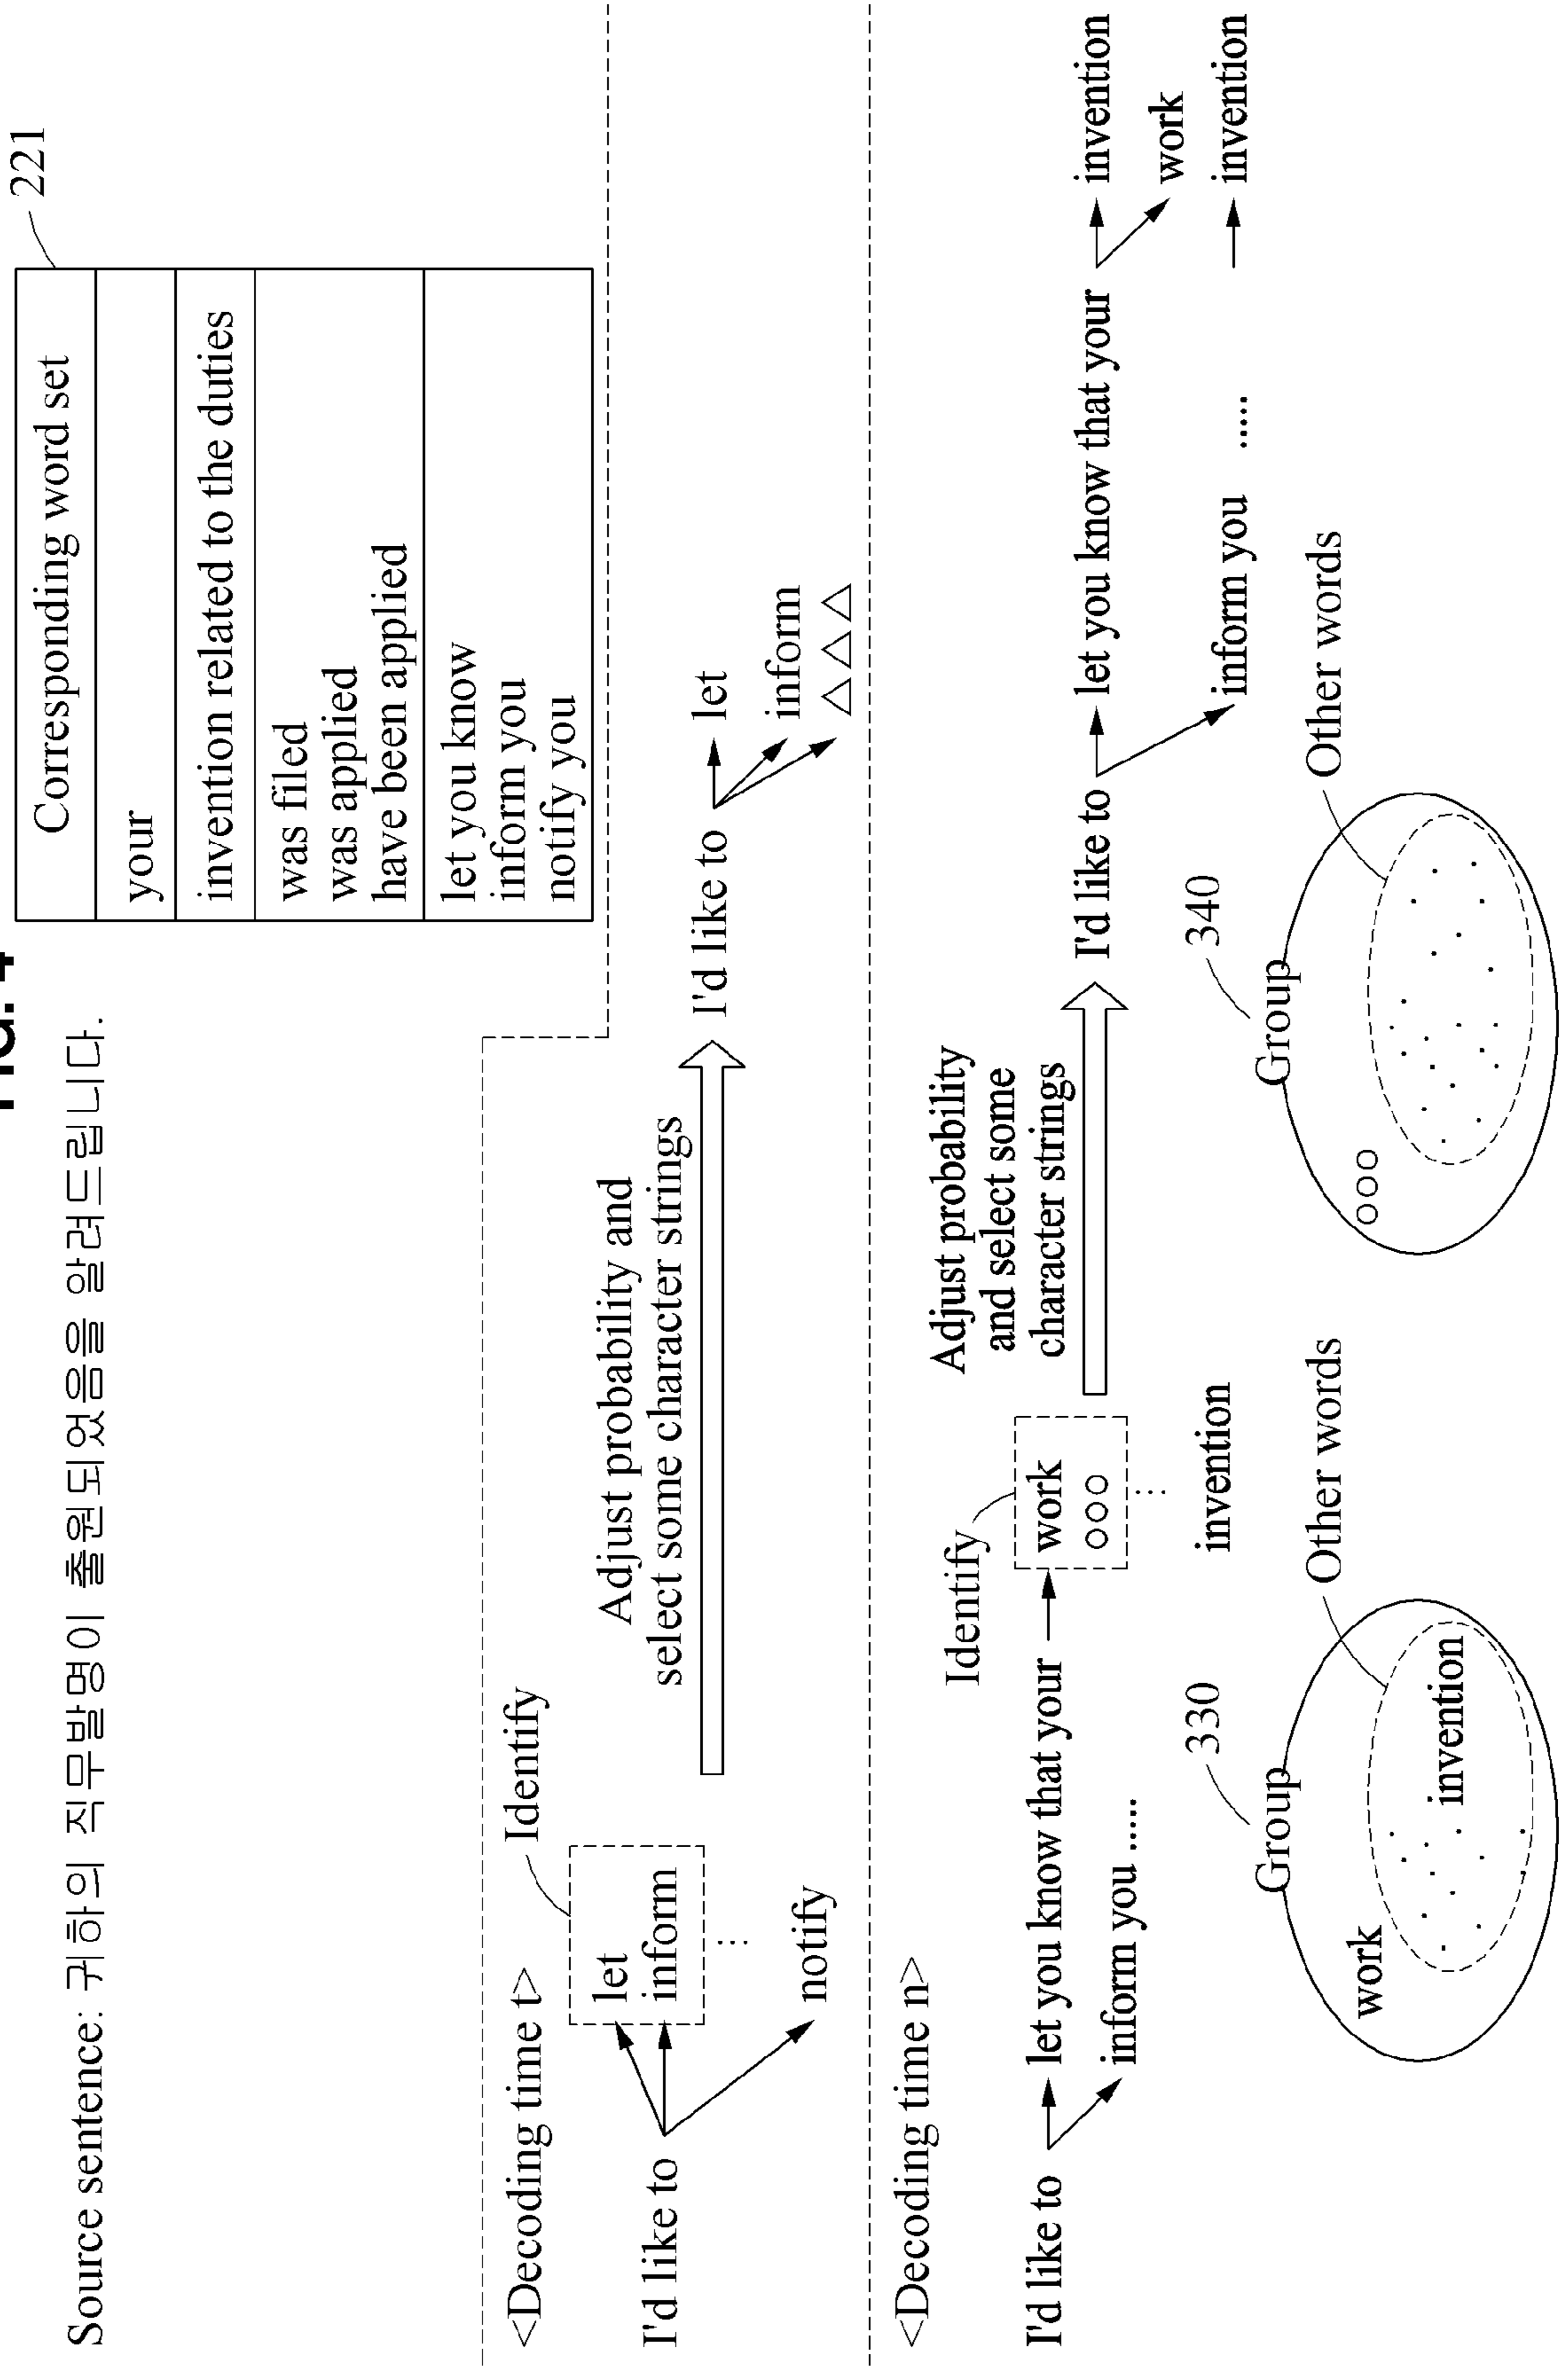 FIG. 4
Source sentence: 귀하의 직무발명이 출원되었음을 알려드립니다.
221
Corresponding word set
your
invention related to the duties
was filed
was applied
have been applied
let you know
inform you
notify you
<Decoding time t>
Identify
I'd like to
let
inform
⋮
notify
Adjust probability and
select some character strings
I'd like to
let
inform
△△△
<Decoding time n>
I'd like to
let you know that your
inform you .....
Identify
work
○○○
⋮
invention
Adjust probability
and select some
character strings
I'd like to
let you know that your
invention
work
inform you .....
invention
330
Group
work
invention
Other words
340
Group
○○○
Other words